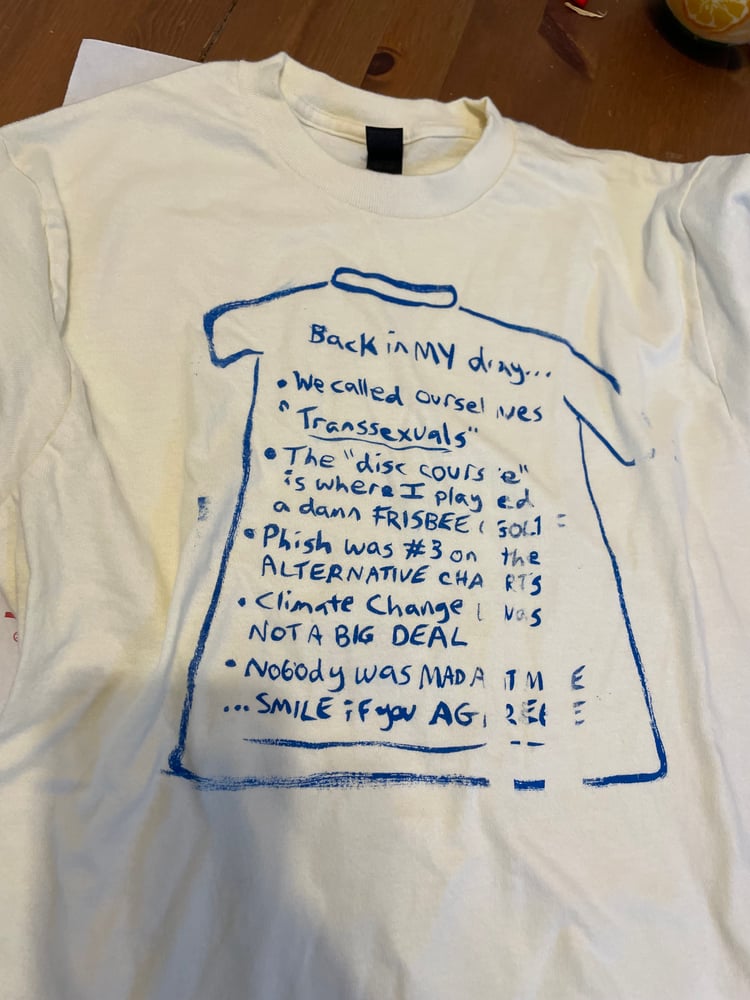 Back in MY day...
• We called ourselves
"Transsexuals"
• The "disc course"
is where I played
a damn FRISBEE GOLF
• Phish was #3 on the
ALTERNATIVE CHARTS
• Climate Change was
NOT A BIG DEAL
• Nobody was MAD AT ME
... SMILE if you AGREE